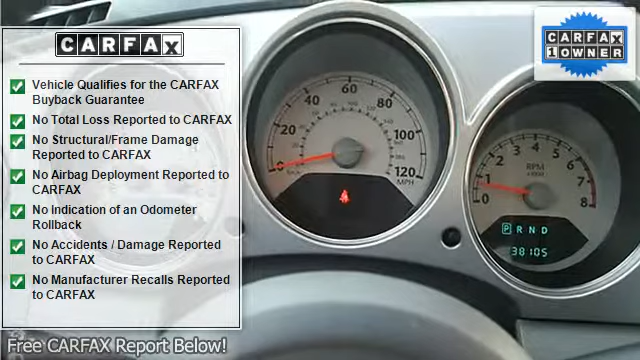 CARFAX
Vehicle Qualifies for the CARFAX
Buyback Guarantee
No Total Loss Reported to CARFAX
No Structural/Frame Damage
Reported to CARFAX
No Airbag Deployment Reported to
CARFAX
No Indication of an Odometer
Rollback
No Accidents / Damage Reported
to CARFAX
No Manufacturer Recalls Reported
to CARFAX
Free CARFAX Report Below!
CARFAX
1 OWNER
0 20 40 60 80 100 120
MPH
1 2 3 4 5 6 7 8
RPM
P R N D
38105